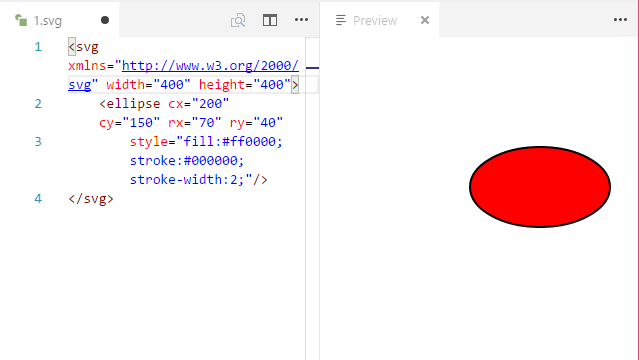 1.svg
Preview
1 <svg
xmlns="http://www.w3.org/2000/
svg" width="400" height="400">
2 <ellipse cx="200"
cy="150" rx="70" ry="40"
3 style="fill:#ff0000;
stroke:#000000;
stroke-width:2;"/>
4 </svg>